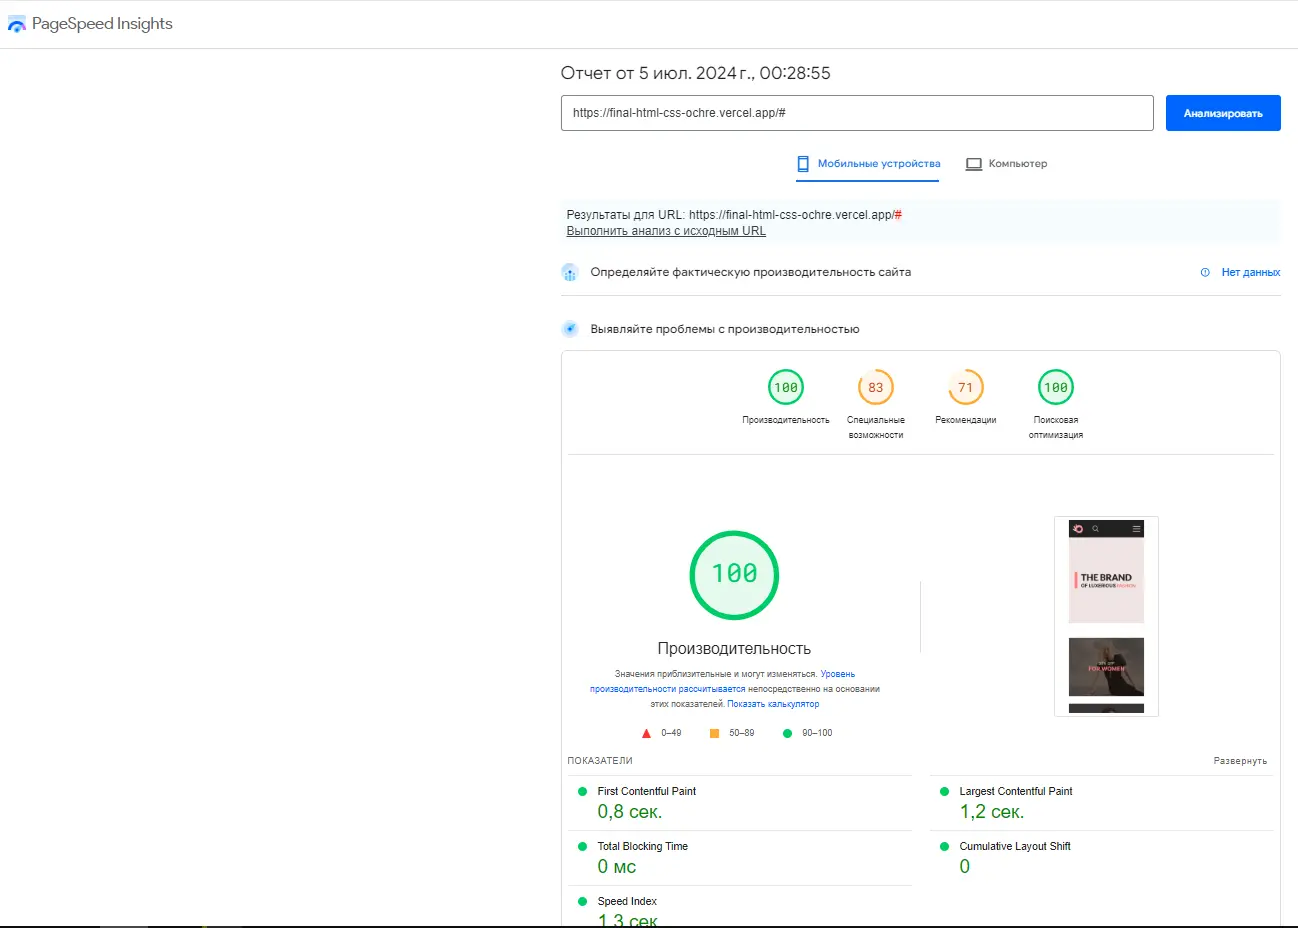 PageSpeed Insights
Отчет от 5 июл. 2024 г., 00:28:55
https://final-html-css-ochre.vercel.app/#
Анализировать
Мобильные устройства
Компьютер
Результаты для URL: https://final-html-css-ochre.vercel.app/#
Выполнить анализ с исходным URL
Определяйте фактическую производительность сайта
Нет данных
Выявляйте проблемы с производительностью
100
83
71
100
Производительность
Специальные
возможности
Рекомендации
Поисковая
оптимизация
100
THE BRAND
OF LUXERIOUS FASHION
FOR WOMEN
Производительность
Значения приблизительные и могут изменяться. Уровень
производительности рассчитывается непосредственно на основании
этих показателей. Показать калькулятор
0–49
50–89
90–100
ПОКАЗАТЕЛИ
Развернуть
First Contentful Paint
0,8 сек.
Largest Contentful Paint
1,2 сек.
Total Blocking Time
0 мс
Cumulative Layout Shift
0
Speed Index
1,3 сек